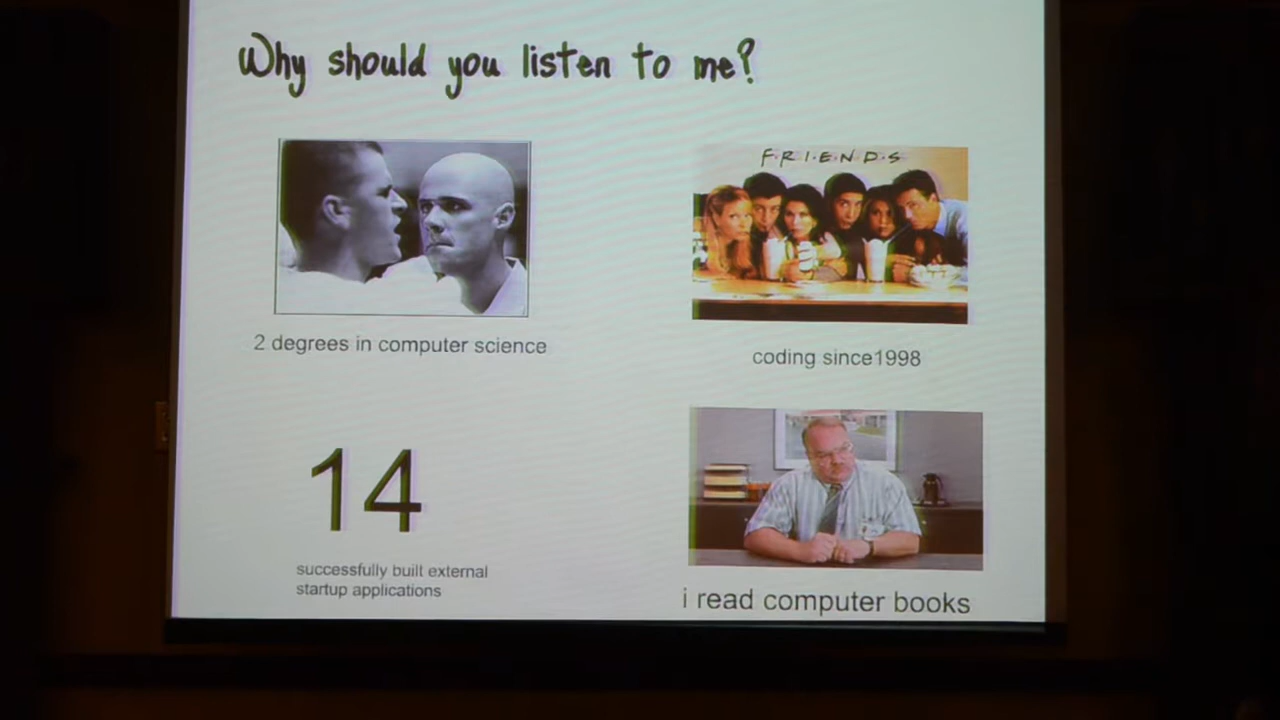 Why should you listen to me?
F·R·I·E·N·D·S
2 degrees in computer science
coding since1998
14
successfully built external
startup applications
i read computer books